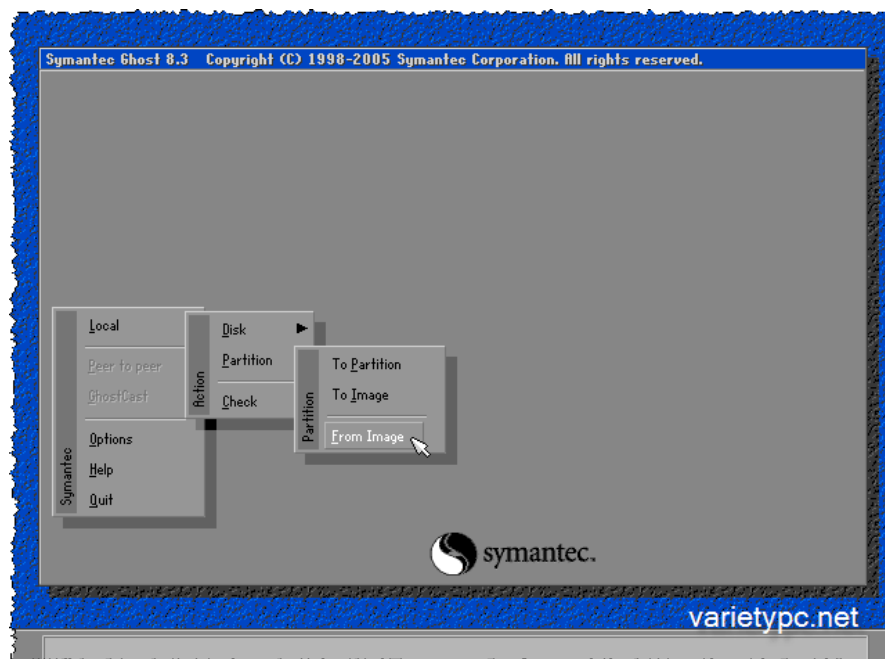 Symantec Ghost 8.3 Copyright (C) 1998-2005 Symantec Corporation. All rights reserved.
Symantec
Local
Peer to peer
GhostCast
Options
Help
Quit
Action
Disk
Partition
Check
Partition
To Partition
To Image
From Image
symantec.
varietypc.net